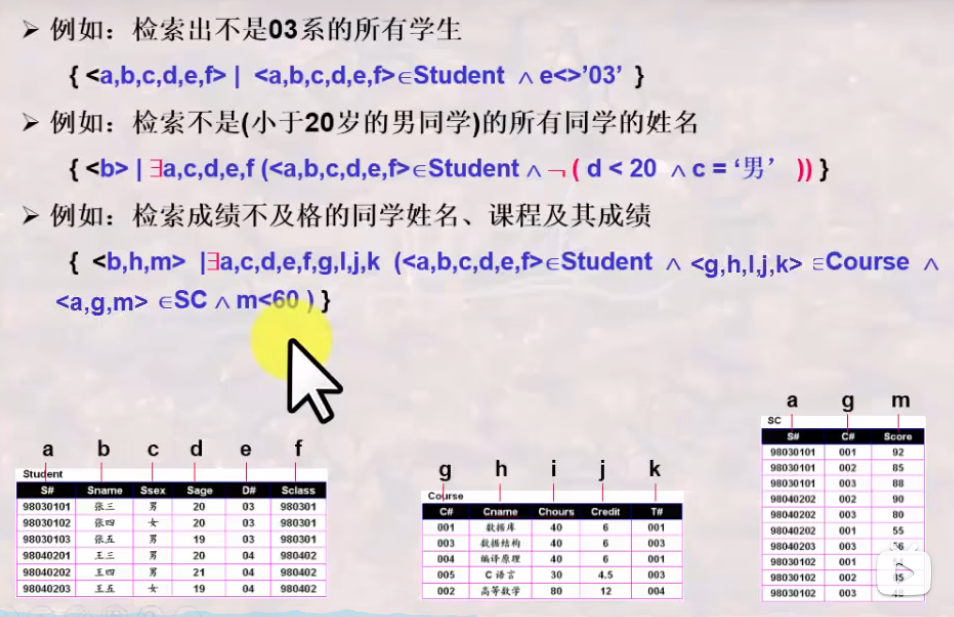 ➢ 例如：检索出不是03系的所有学生
{ <a,b,c,d,e,f> | <a,b,c,d,e,f>∈Student ∧ e<>’03’ }
➢ 例如：检索不是(小于20岁的男同学)的所有同学的姓名
{ <b> | ∃a,c,d,e,f (<a,b,c,d,e,f>∈Student ∧ ¬ ( d < 20 ∧ c = ‘男’ )) }
➢ 例如：检索成绩不及格的同学姓名、课程及其成绩
{ <b,h,m> |∃a,c,d,e,f,g,I,j,k (<a,b,c,d,e,f>∈Student ∧ <g,h,I,j,k> ∈Course ∧
<a,g,m> ∈SC ∧ m<60 ) }
a b c d e f
Student
S# Sname Ssex Sage D# Sclass
98030101 张三 男 20 03 980301
98030102 张四 女 20 03 980301
98030103 张五 男 19 03 980301
98040201 王三 男 20 04 980402
98040202 王四 男 21 04 980402
98040203 王五 女 19 04 980402
g h i j k
Course
C# Cname Chours Credit T#
001 数据库 40 6 001
003 数据结构 40 6 003
004 编译原理 40 6 001
005 C语言 30 4.5 003
002 高等数学 80 12 004
a g m
SC
S# C# Score
98030101 001 92
98030101 002 85
98030101 003 88
98040202 002 90
98040202 003 80
98040202 001 55
98040203 003
98030102 001
98030102 002
98030102 003